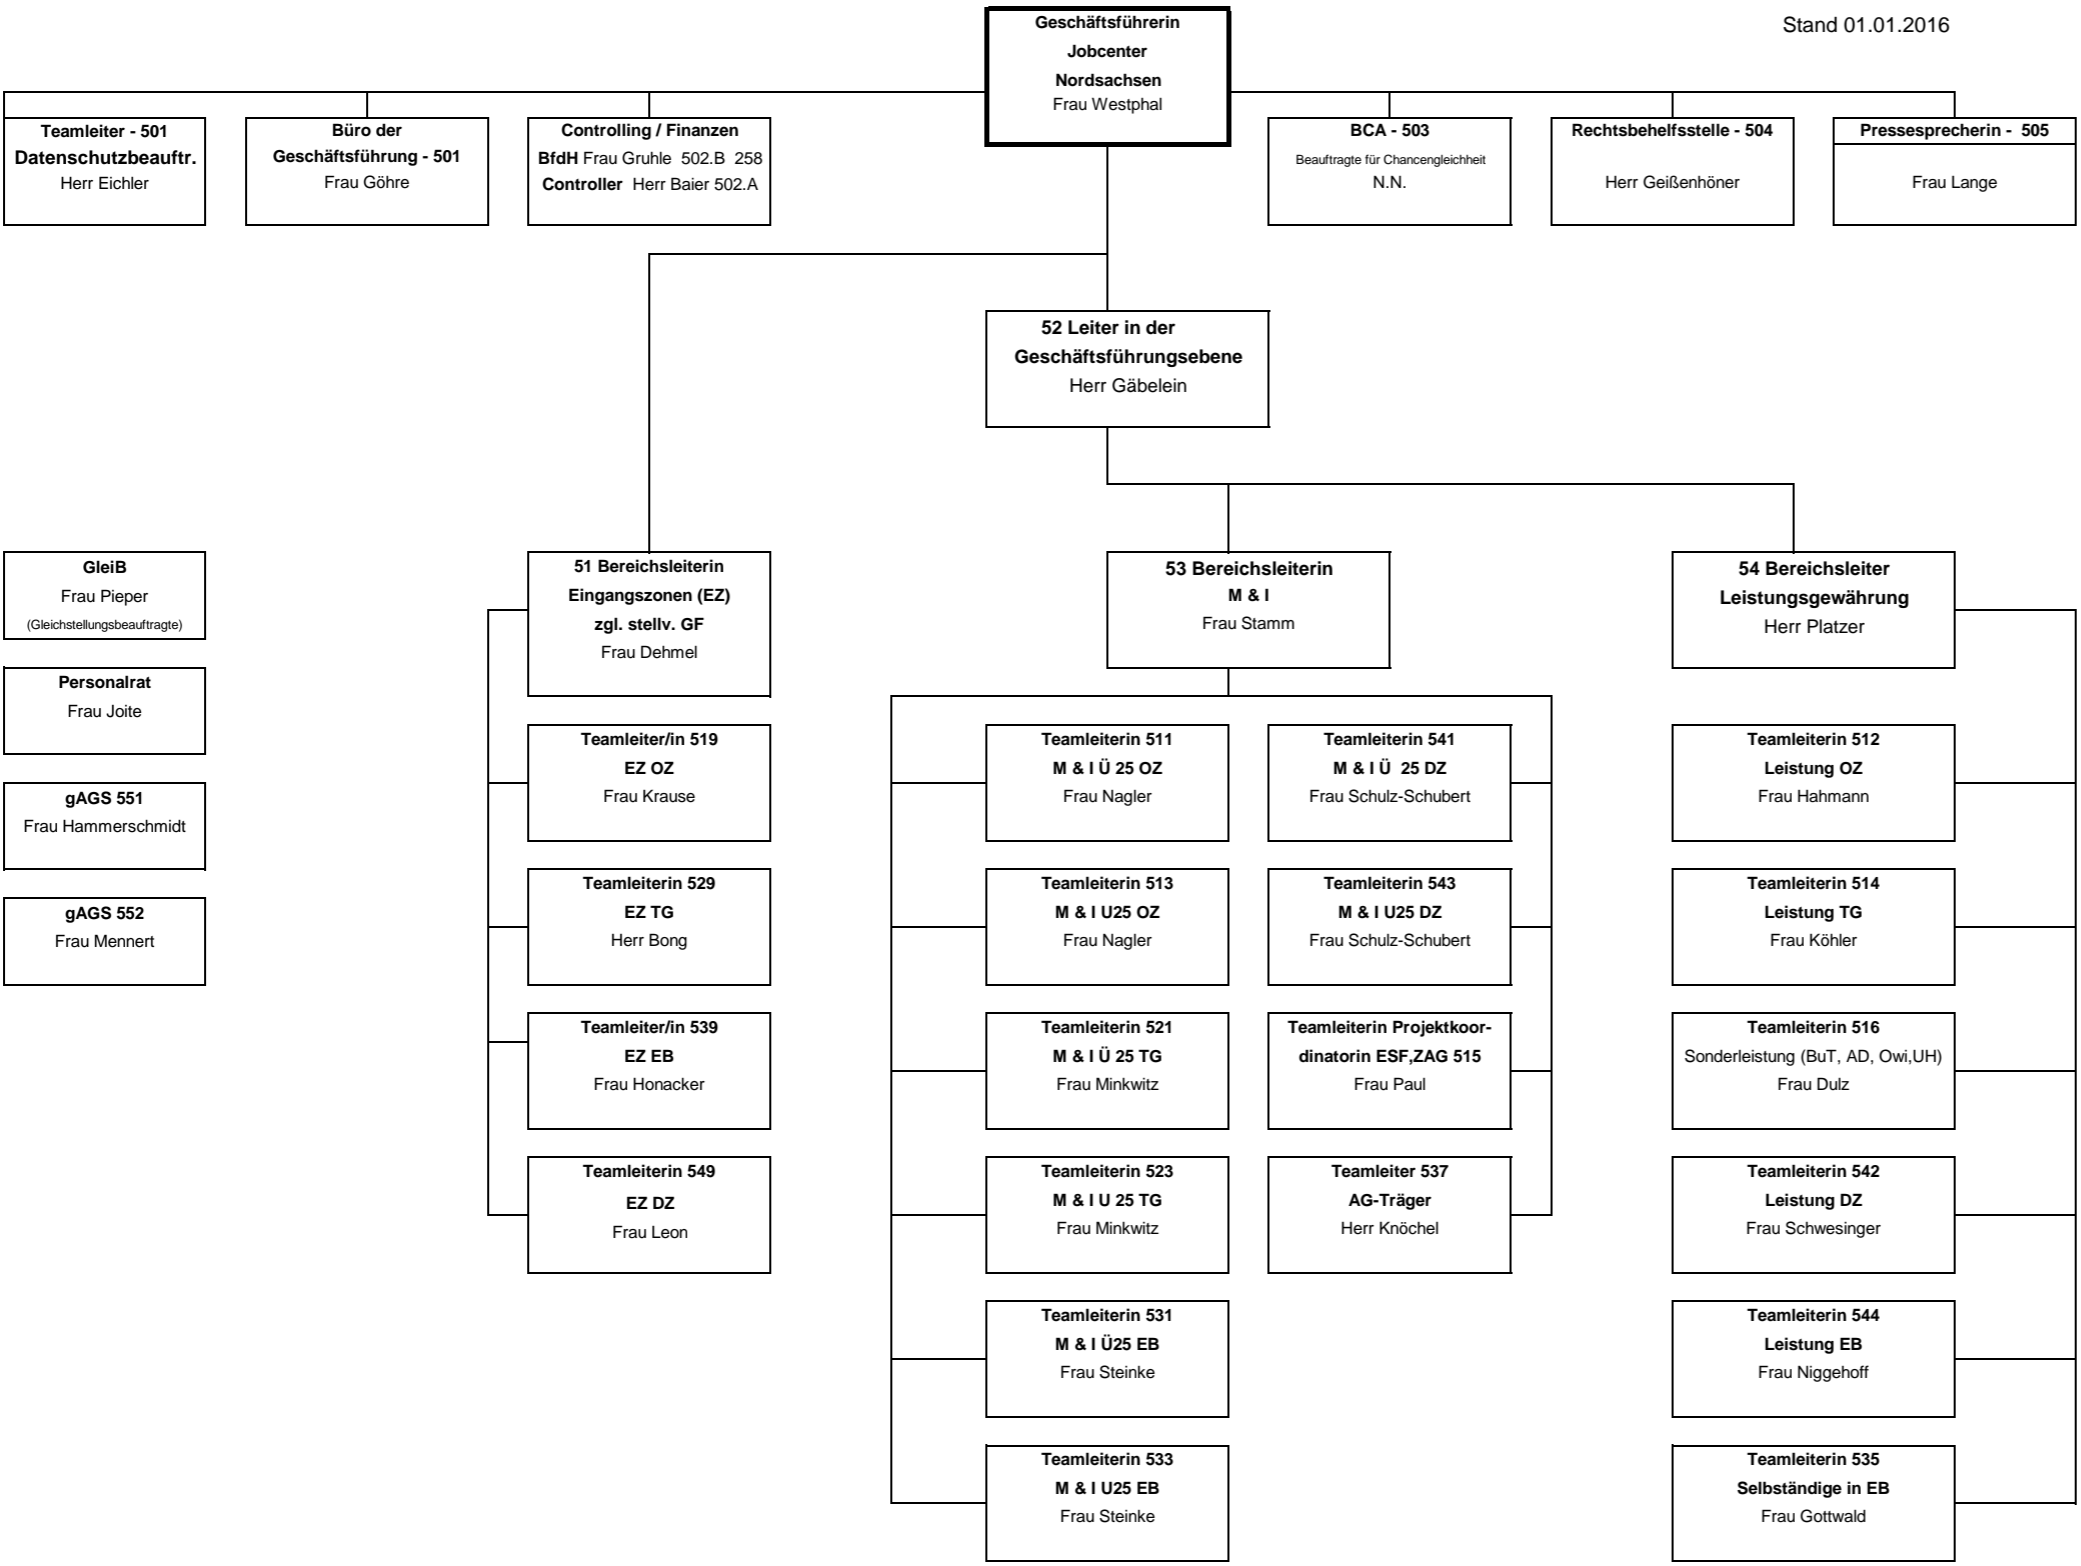 Stand 01.01.2016
Geschäftsführerin
Jobcenter
Nordsachsen
Frau Westphal
Teamleiter - 501
Datenschutzbeauftr.
Herr Eichler
Büro der
Geschäftsführung - 501
Frau Göhre
Controlling / Finanzen
BfdH Frau Gruhle 502.B 258
Controller Herr Baier 502.A
BCA - 503
Beauftragte für Chancengleichheit
N.N.
Rechtsbehelfsstelle - 504
Herr Geißenhöner
Pressesprecherin - 505
Frau Lange
52 Leiter in der
Geschäftsführungsebene
Herr Gäbelein
GleiB
Frau Pieper
(Gleichstellungsbeauftragte)
Personalrat
Frau Joite
gAGS 551
Frau Hammerschmidt
gAGS 552
Frau Mennert
51 Bereichsleiterin
Eingangszonen (EZ)
zgl. stellv. GF
Frau Dehmel
Teamleiter/in 519
EZ OZ
Frau Krause
Teamleiterin 529
EZ TG
Herr Bong
Teamleiter/in 539
EZ EB
Frau Honacker
Teamleiterin 549
EZ DZ
Frau Leon
53 Bereichsleiterin
M & I
Frau Stamm
Teamleiterin 511
M & I Ü 25 OZ
Frau Nagler
Teamleiterin 513
M & I U25 OZ
Frau Nagler
Teamleiterin 521
M & I Ü 25 TG
Frau Minkwitz
Teamleiterin 523
M & I U 25 TG
Frau Minkwitz
Teamleiterin 531
M & I Ü25 EB
Frau Steinke
Teamleiterin 533
M & I U25 EB
Frau Steinke
Teamleiterin 541
M & I Ü 25 DZ
Frau Schulz-Schubert
Teamleiterin 543
M & I U25 DZ
Frau Schulz-Schubert
Teamleiterin Projektkoor-
dinatorin ESF,ZAG 515
Frau Paul
Teamleiter 537
AG-Träger
Herr Knöchel
54 Bereichsleiter
Leistungsgewährung
Herr Platzer
Teamleiterin 512
Leistung OZ
Frau Hahmann
Teamleiterin 514
Leistung TG
Frau Köhler
Teamleiterin 516
Sonderleistung (BuT, AD, Owi,UH)
Frau Dulz
Teamleiterin 542
Leistung DZ
Frau Schwesinger
Teamleiterin 544
Leistung EB
Frau Niggehoff
Teamleiterin 535
Selbständige in EB
Frau Gottwald